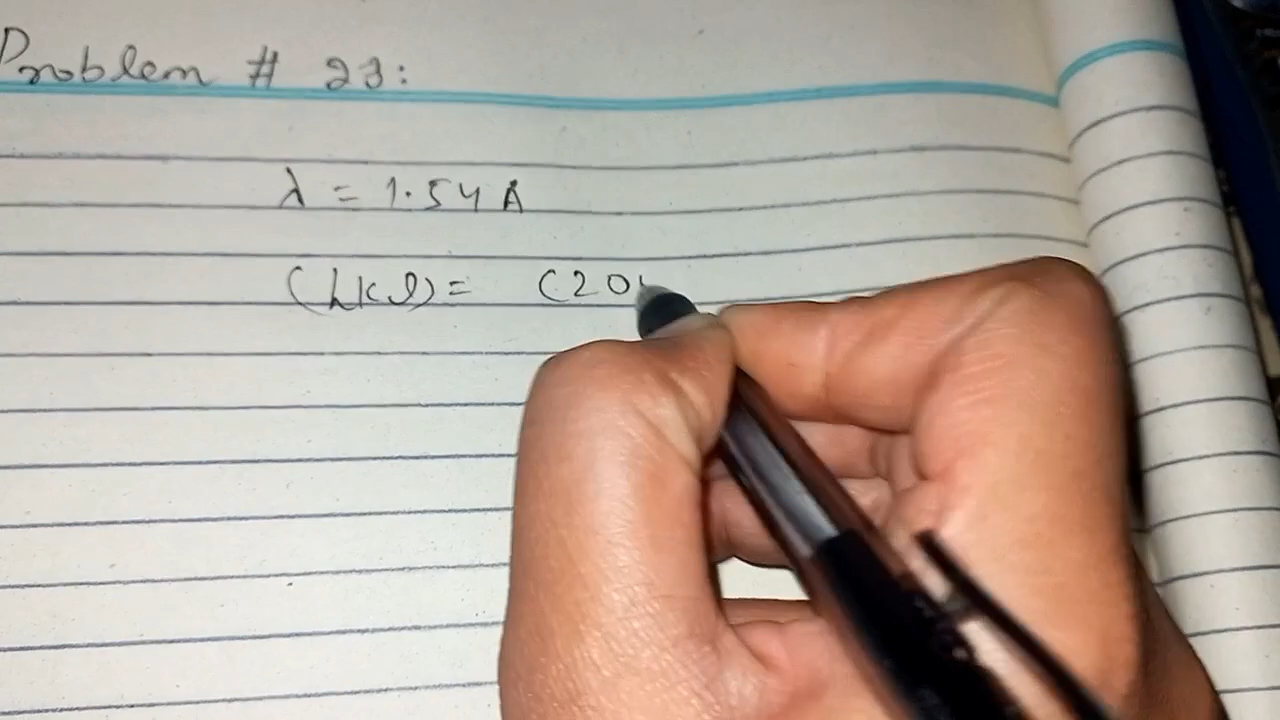 Problem # 23:
λ = 1.54 Å
(hkl) = (20